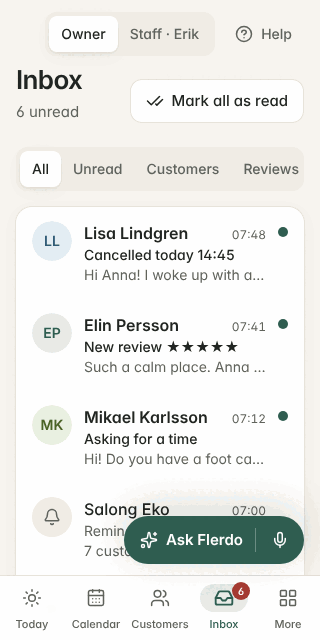 Owner Staff · Erik Help
Inbox
6 unread
Mark all as read
All Unread Customers Reviews
LL Lisa Lindgren 07:48
Cancelled today 14:45
Hi Anna! I woke up with a...
EP Elin Persson 07:41
New review ★★★★★
Such a calm place. Anna ...
MK Mikael Karlsson 07:12
Asking for a time
Hi! Do you have a foot ca...
Salong Eko 07:00
Ask Flerdo
6
Today Calendar Customers Inbox More